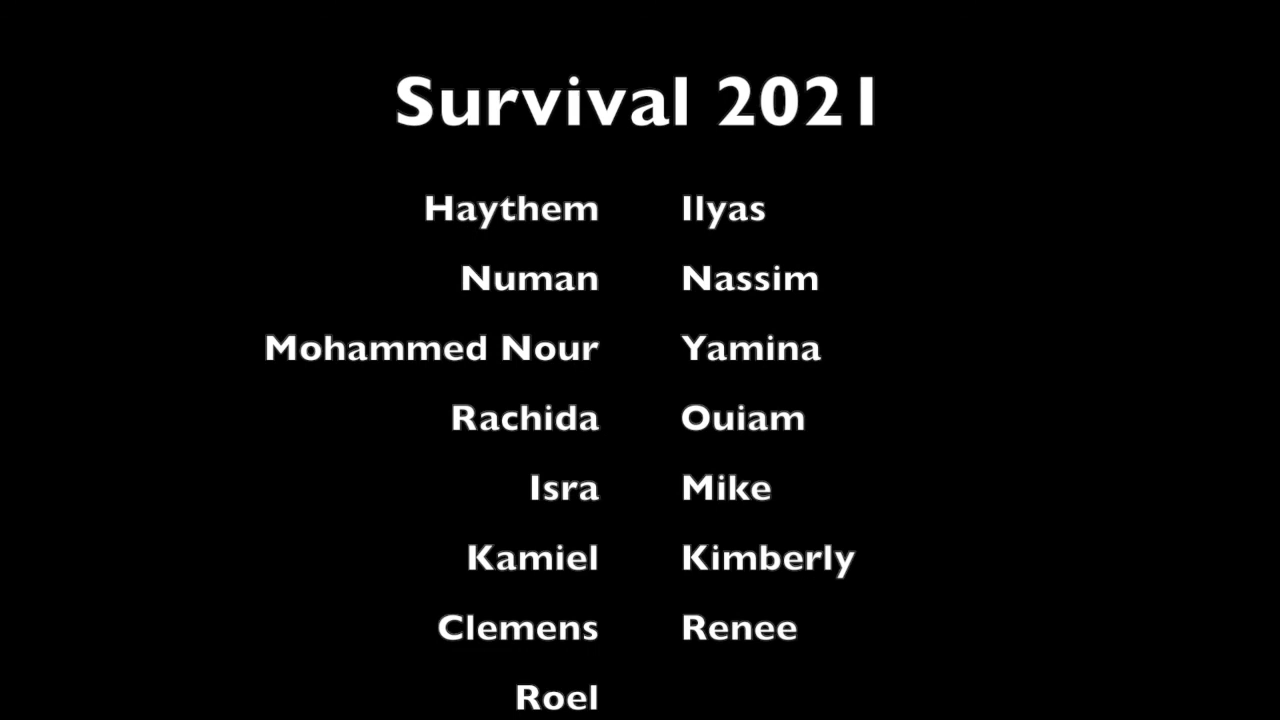 Survival 2021
Haythem Ilyas
Numan Nassim
Mohammed Nour Yamina
Rachida Ouiam
Isra Mike
Kamiel Kimberly
Clemens Renee
Roel